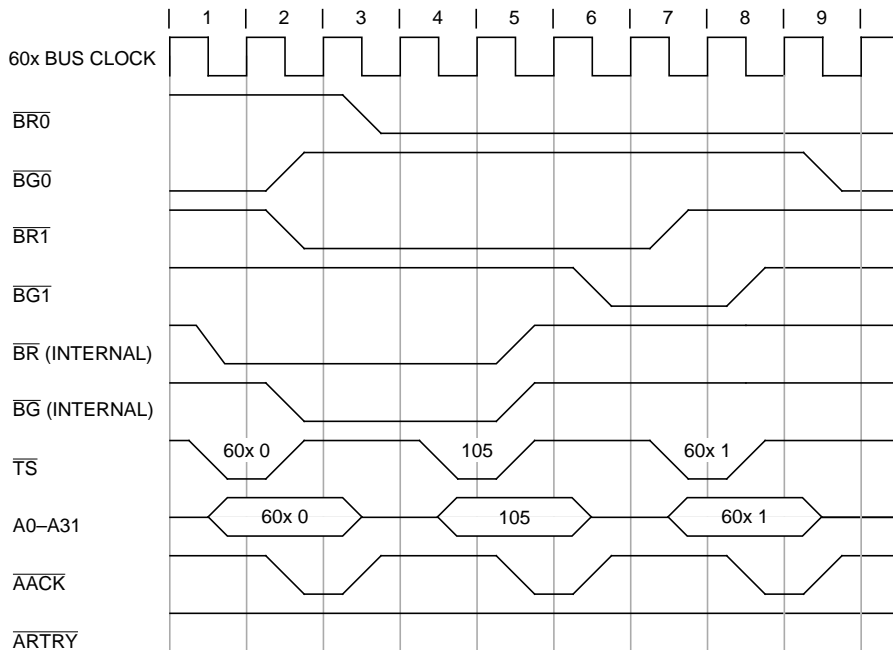 1 2 3 4 5 6 7 8 9
60x BUS CLOCK
BR0
BG0
BR1
BG1
BR (INTERNAL)
BG (INTERNAL)
TS 60x 0 105 60x 1
A0–A31 60x 0 105 60x 1
AACK
ARTRY